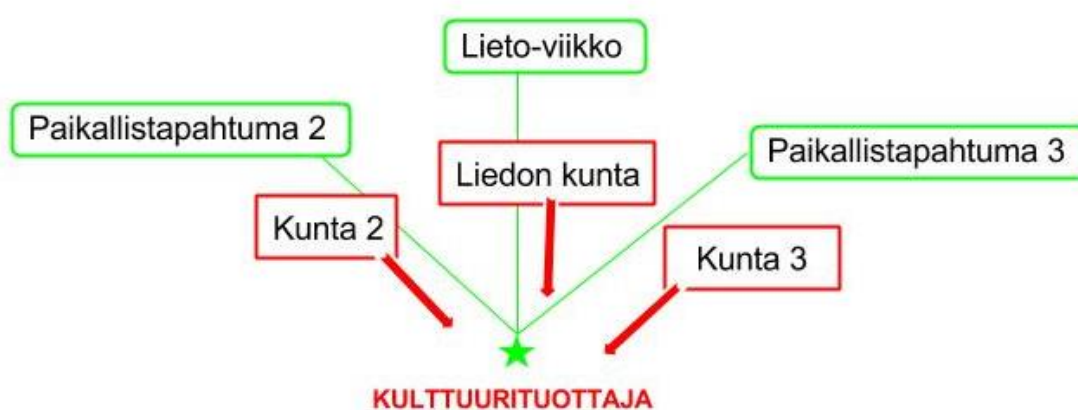 Lieto-viikko
Paikallistapahtuma 2
Paikallistapahtuma 3
Liedon kunta
Kunta 2
Kunta 3
KULTTUURITUOTTAJA